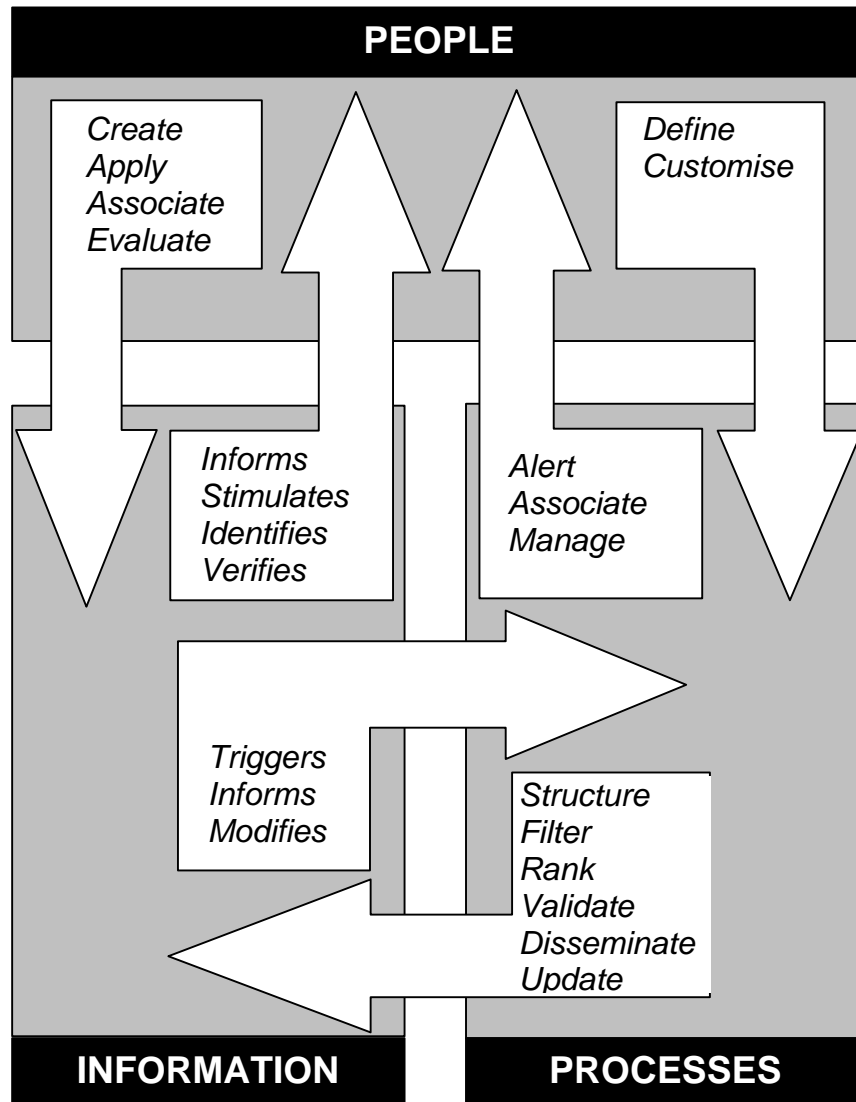 PEOPLE
Create
Apply
Associate
Evaluate
Define
Customise
Informs
Stimulates
Identifies
Verifies
Alert
Associate
Manage
Triggers
Informs
Modifies
Structure
Filter
Rank
Validate
Disseminate
Update
INFORMATION
PROCESSES